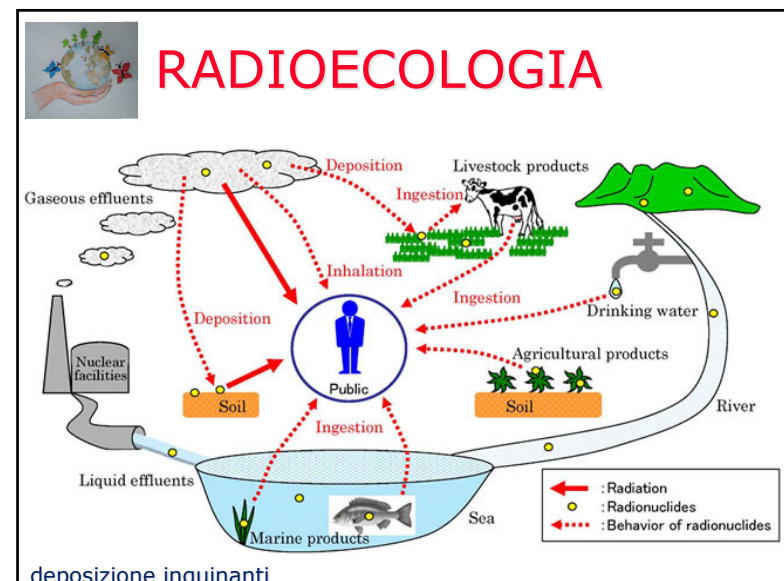 RADIOECOLOGIA
Deposition
Livestock products
Ingestion
Gaseous effluents
Inhalation
Ingestion
Drinking water
Deposition
Nuclear
facilities
Public
Agricultural products
Soil
Soil
River
Ingestion
Liquid effluents
Marine products
Sea
: Radiation
: Radionuclides
: Behavior of radionuclides
deposizione inquinanti